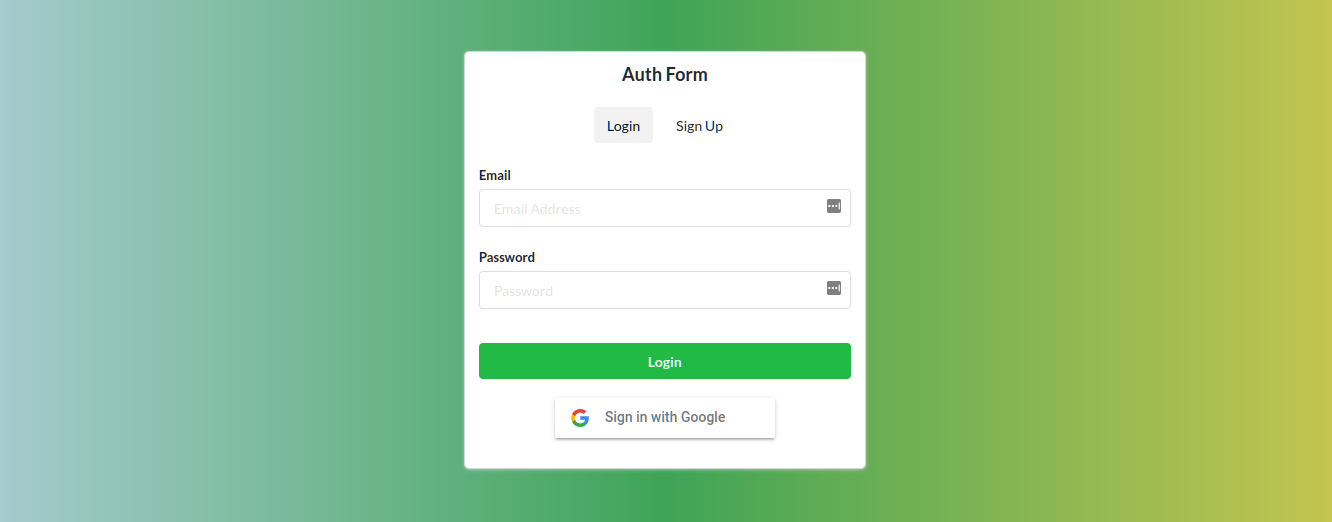 Auth Form
Login Sign Up
Email
Email Address
Password
Password
Login
Sign in with Google